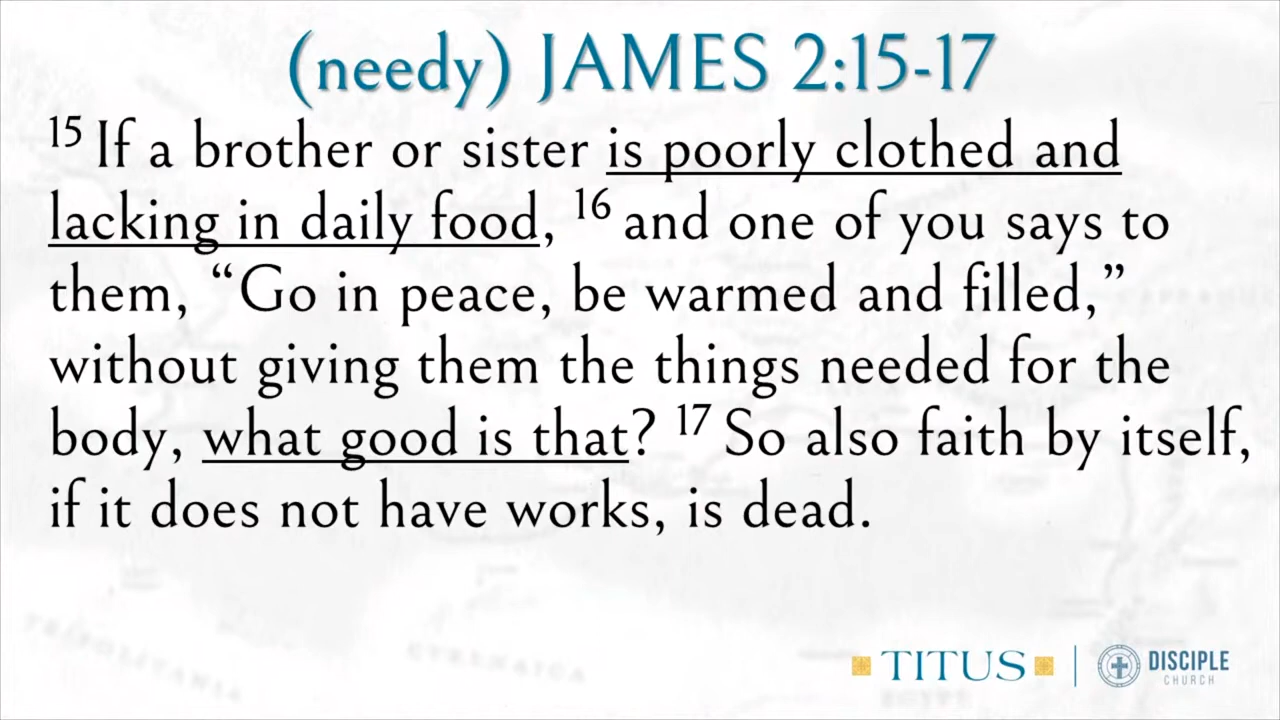 (needy) JAMES 2:15-17
15 If a brother or sister is poorly clothed and
lacking in daily food, 16 and one of you says to
them, “Go in peace, be warmed and filled,”
without giving them the things needed for the
body, what good is that? 17 So also faith by itself,
if it does not have works, is dead.
TRIPOLITANIA
CYRENAICA
EGYPT
TITUS
DISCIPLE
CHURCH